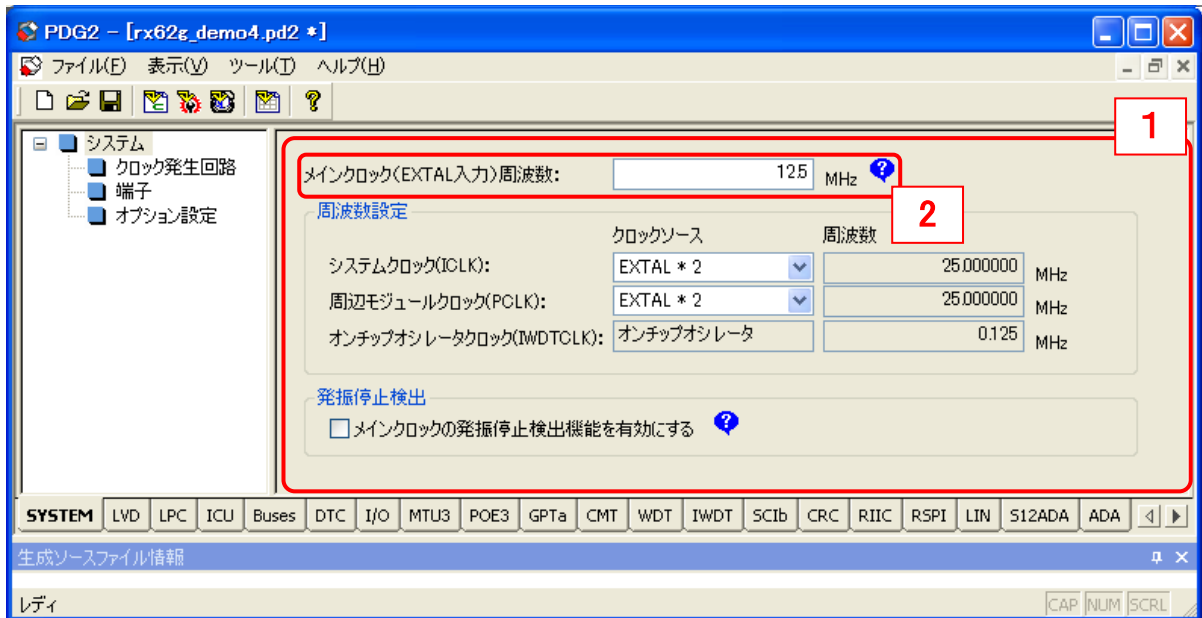 PDG2 - [rx62g_demo4.pd2 *]
ファイル(F) 表示(V) ツール(T) ヘルプ(H)
1
システム
クロック発生回路
端子
オプション設定
メインクロック(EXTAL入力)周波数: 12.5 MHz
2
周波数設定
クロックソース 周波数
システムクロック(ICLK): EXTAL * 2 25.000000 MHz
周辺モジュールクロック(PCLK): EXTAL * 2 25.000000 MHz
オンチップオシレータクロック(IWDTCLK): オンチップオシレータ 0.125 MHz
発振停止検出
メインクロックの発振停止検出機能を有効にする
SYSTEM LVD LPC ICU Buses DTC I/O MTU3 POE3 GPTa CMT WDT IWDT SCIb CRC RIIC RSPI LIN S12ADA ADA
生成ソースファイル情報
レディ CAP NUM SCRL